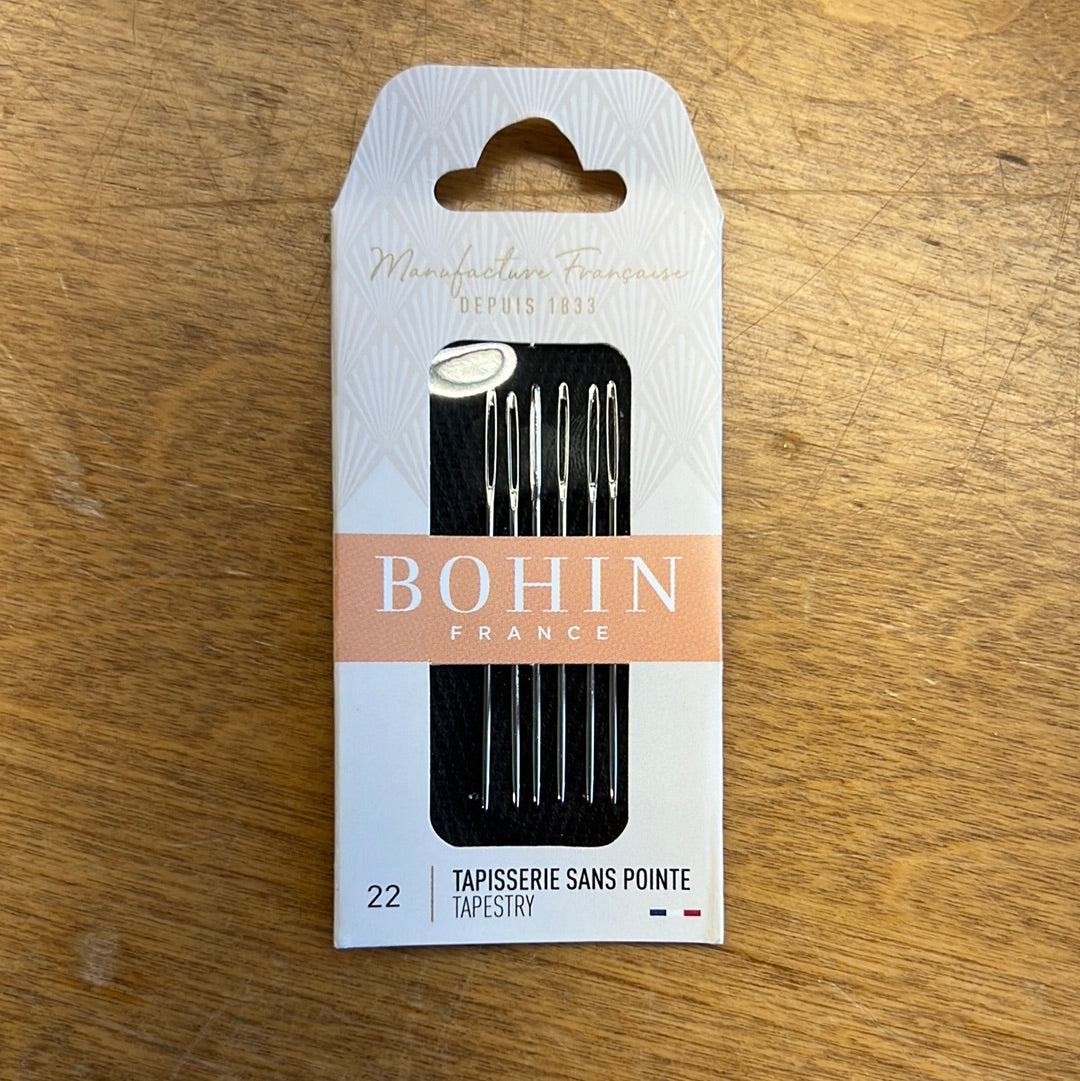 Manufacture Française
DEPUIS 1833
BOHIN
FRANCE
22
TAPISSERIE SANS POINTE
TAPESTRY